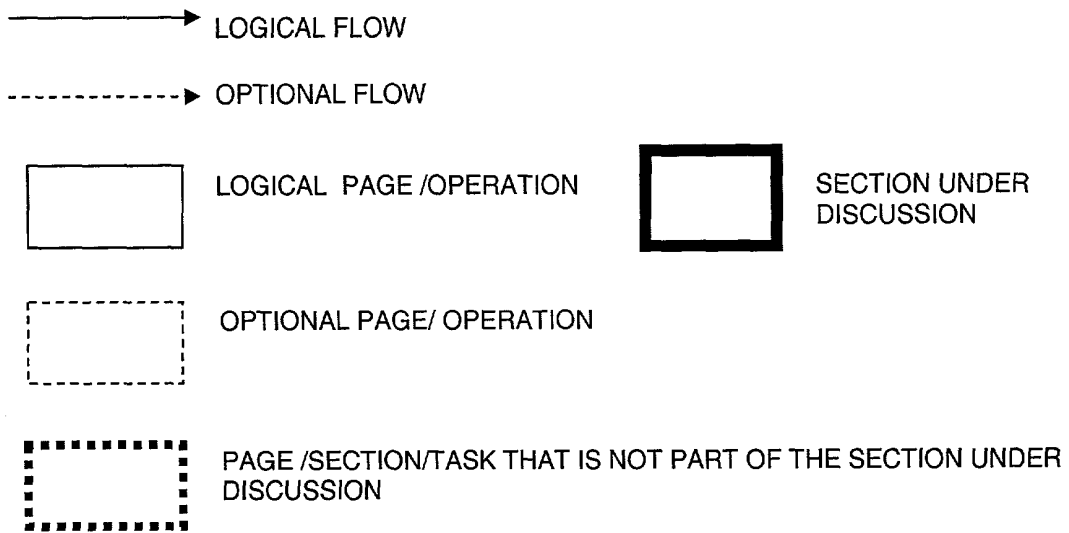 LOGICAL FLOW
OPTIONAL FLOW
LOGICAL PAGE /OPERATION
SECTION UNDER
DISCUSSION
OPTIONAL PAGE/ OPERATION
PAGE /SECTION/TASK THAT IS NOT PART OF THE SECTION UNDER
DISCUSSION